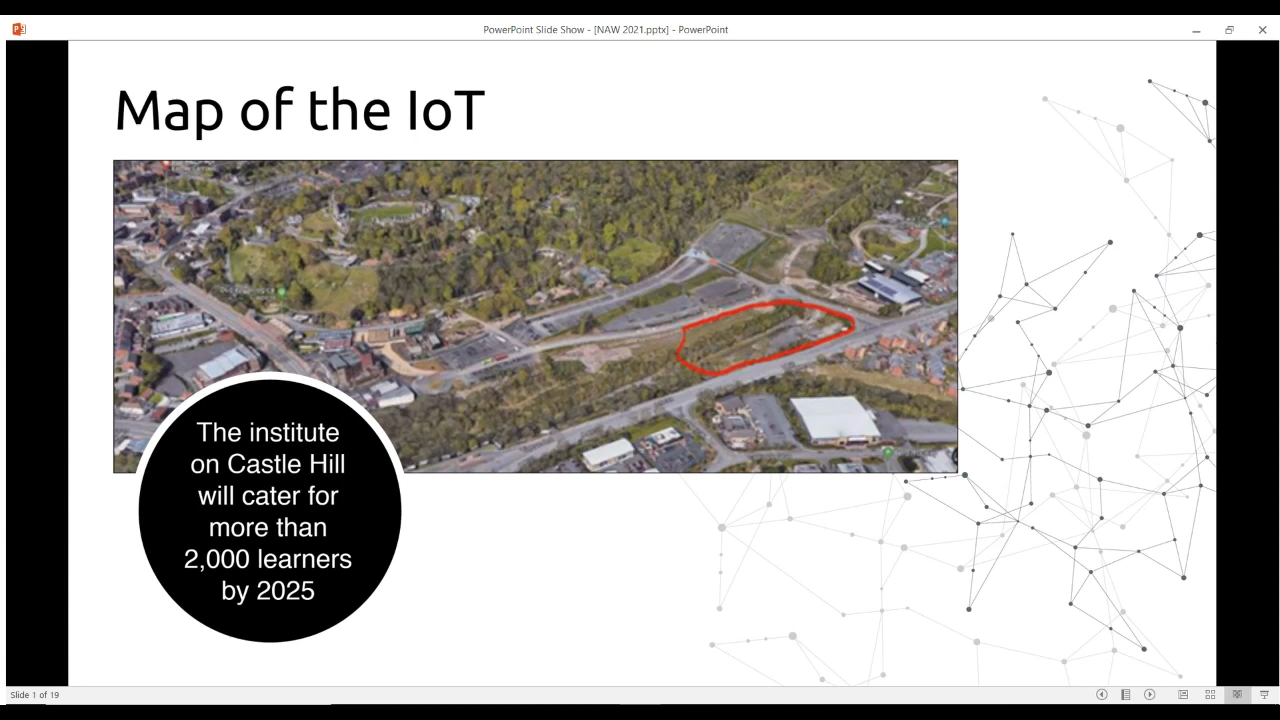 PowerPoint Slide Show - [NAW 2021.pptx] - PowerPoint
Map of the IoT
The institute
on Castle Hill
will cater for
more than
2,000 learners
by 2025
Slide 1 of 19